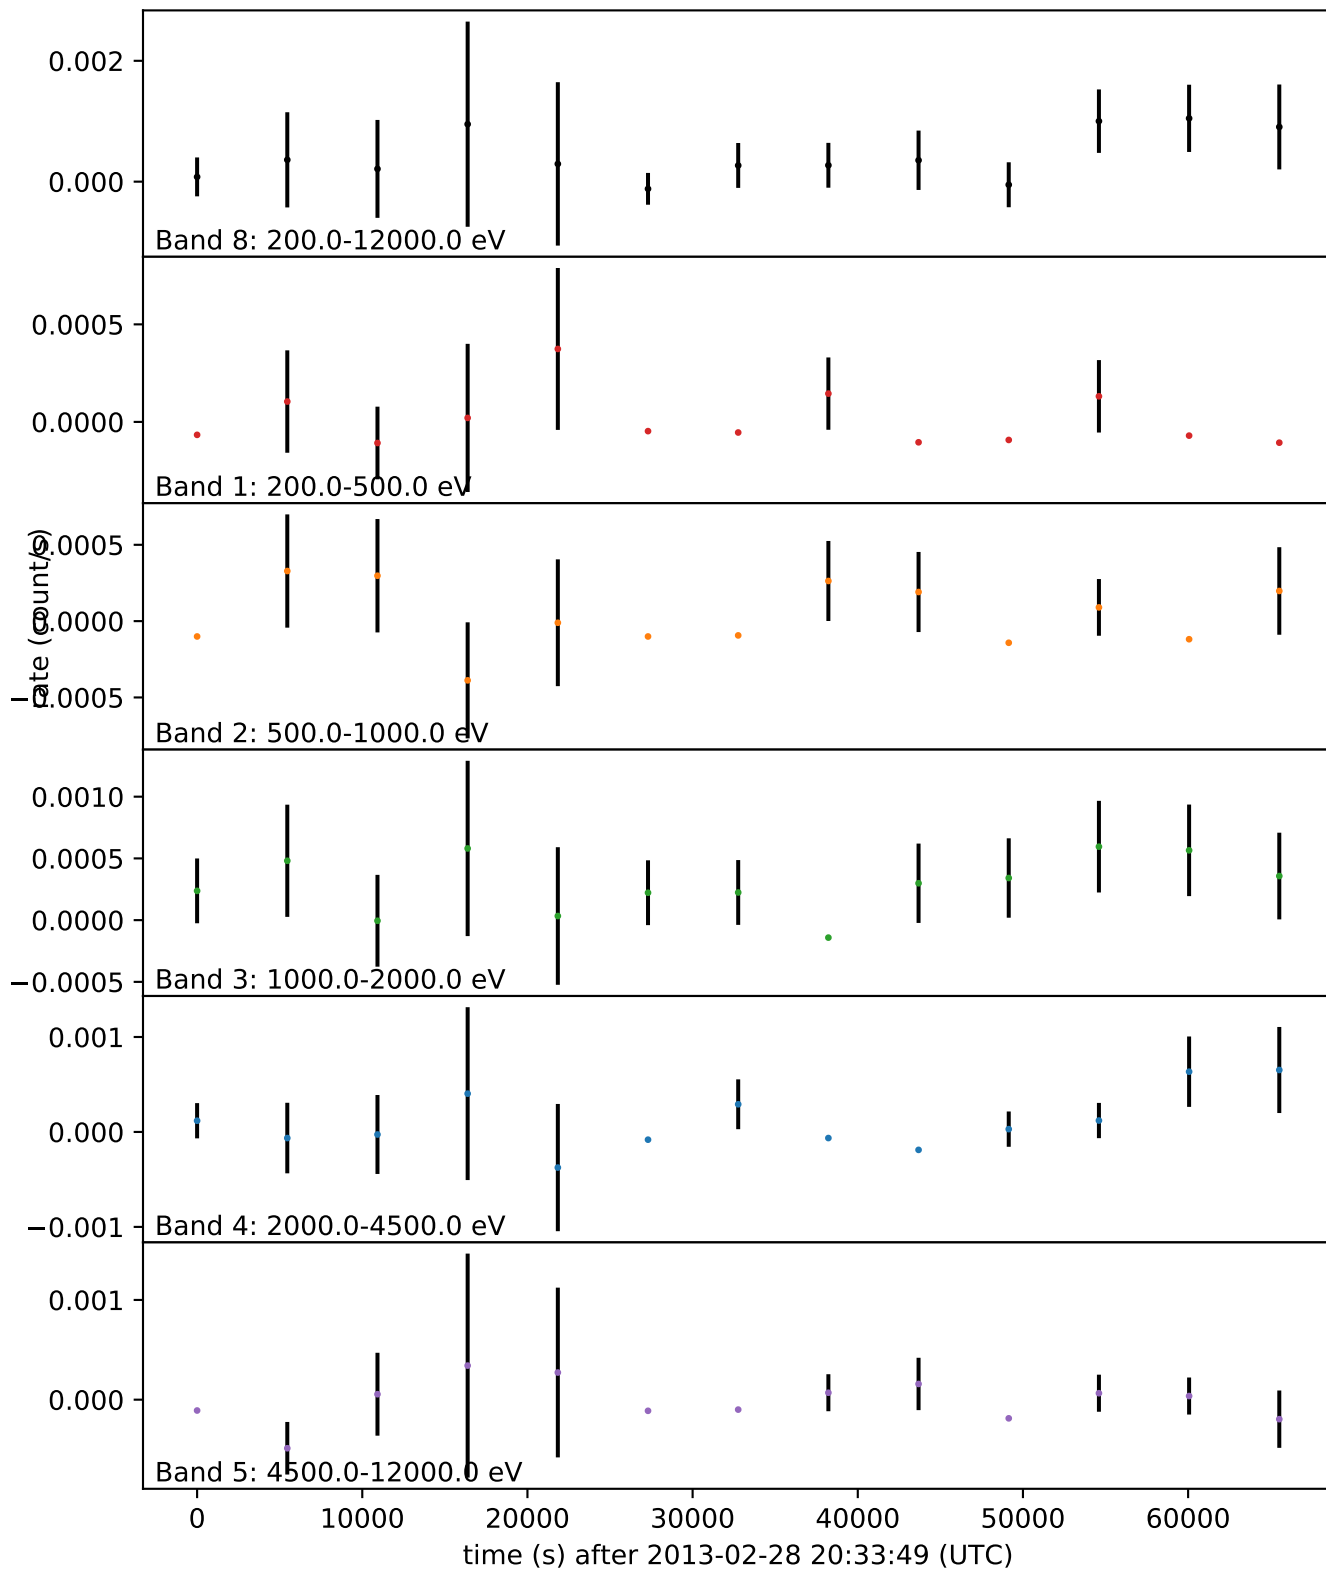 0.002
0.000
Band 8: 200.0-12000.0 eV
0.0005
0.0000
Band 1: 200.0-500.0 eV
0.0005
0.0000
−0.0005
Band 2: 500.0-1000.0 eV
rate (count/s)
0.0010
0.0005
0.0000
−0.0005
Band 3: 1000.0-2000.0 eV
0.001
0.000
−0.001
Band 4: 2000.0-4500.0 eV
0.001
0.000
Band 5: 4500.0-12000.0 eV
0 10000 20000 30000 40000 50000 60000
time (s) after 2013-02-28 20:33:49 (UTC)